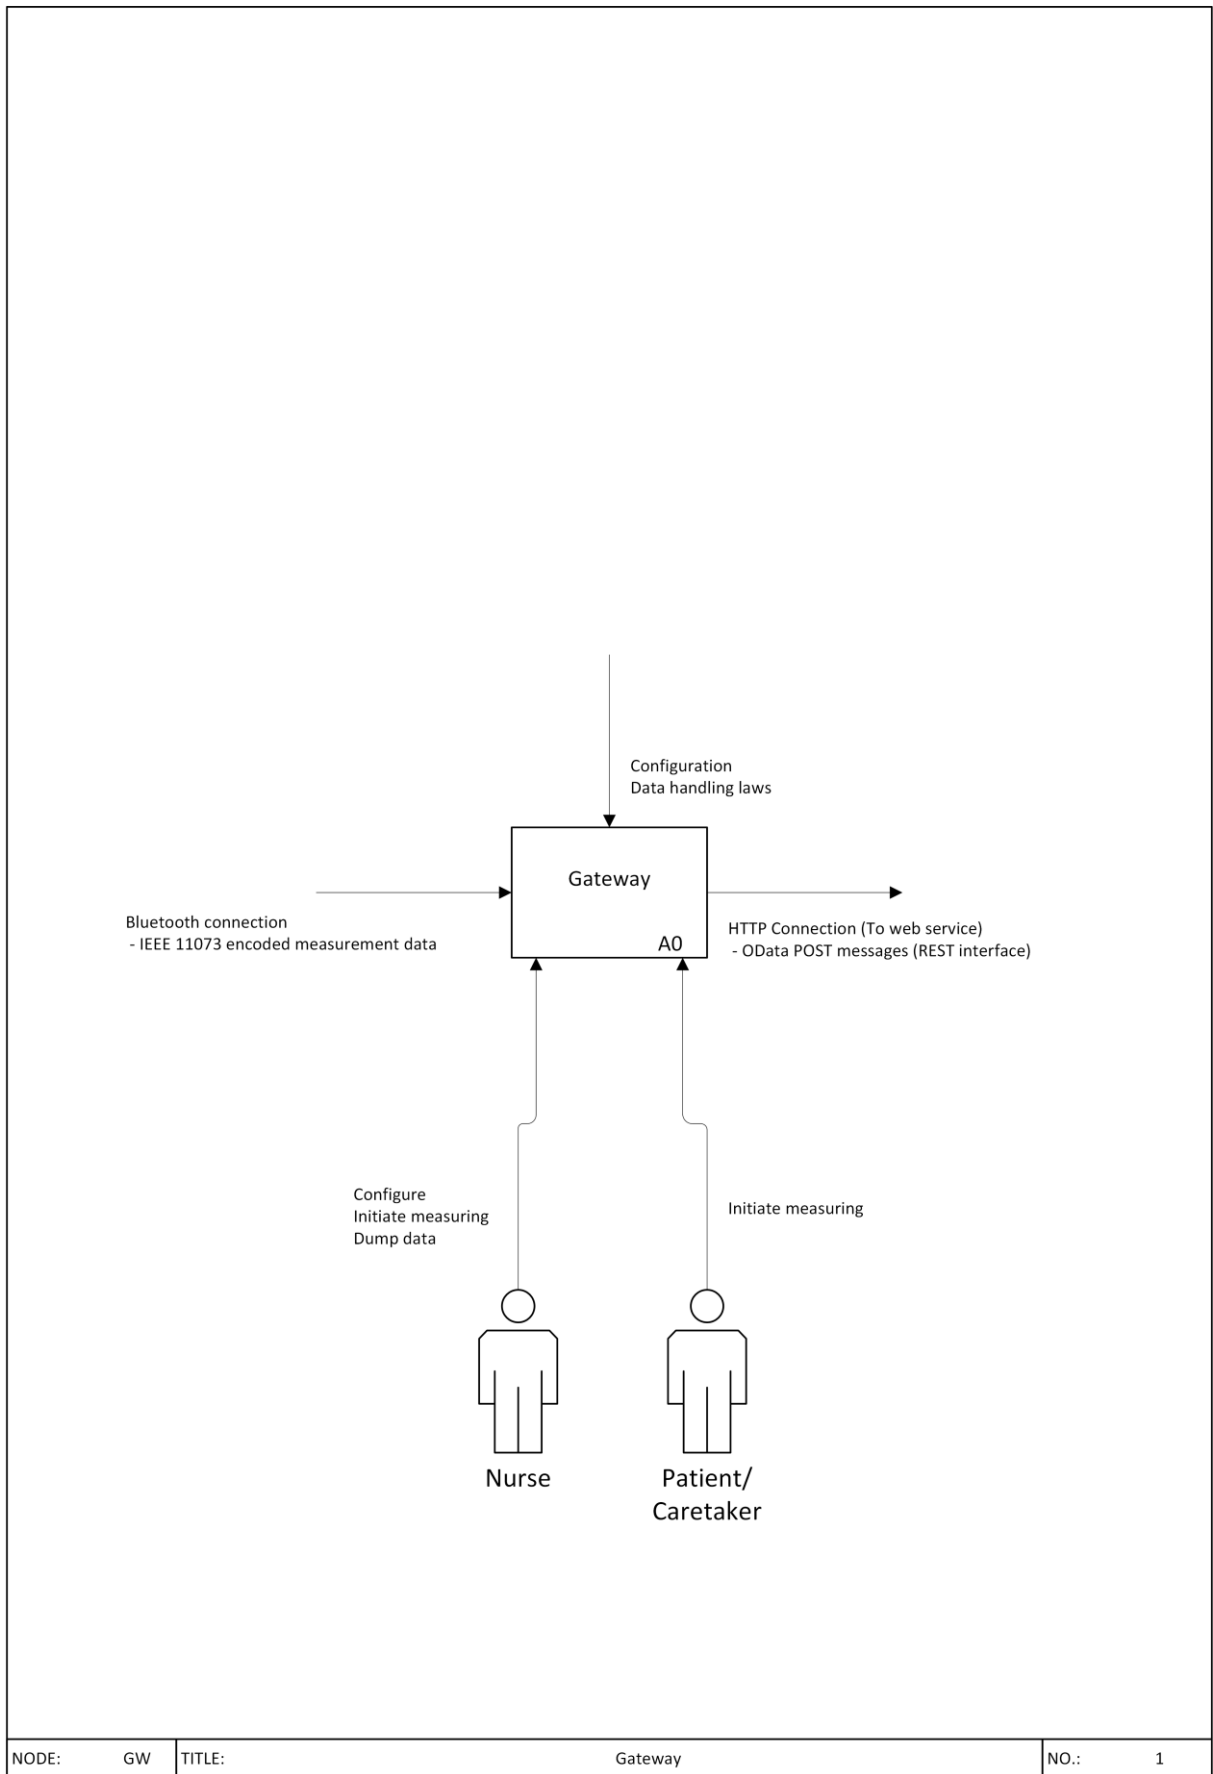 Configuration
Data handling laws
Gateway
A0
Bluetooth connection
- IEEE 11073 encoded measurement data
HTTP Connection (To web service)
- OData POST messages (REST interface)
Configure
Initiate measuring
Dump data
Initiate measuring
Nurse
Patient/
Caretaker
NODE: GW TITLE: Gateway NO.: 1